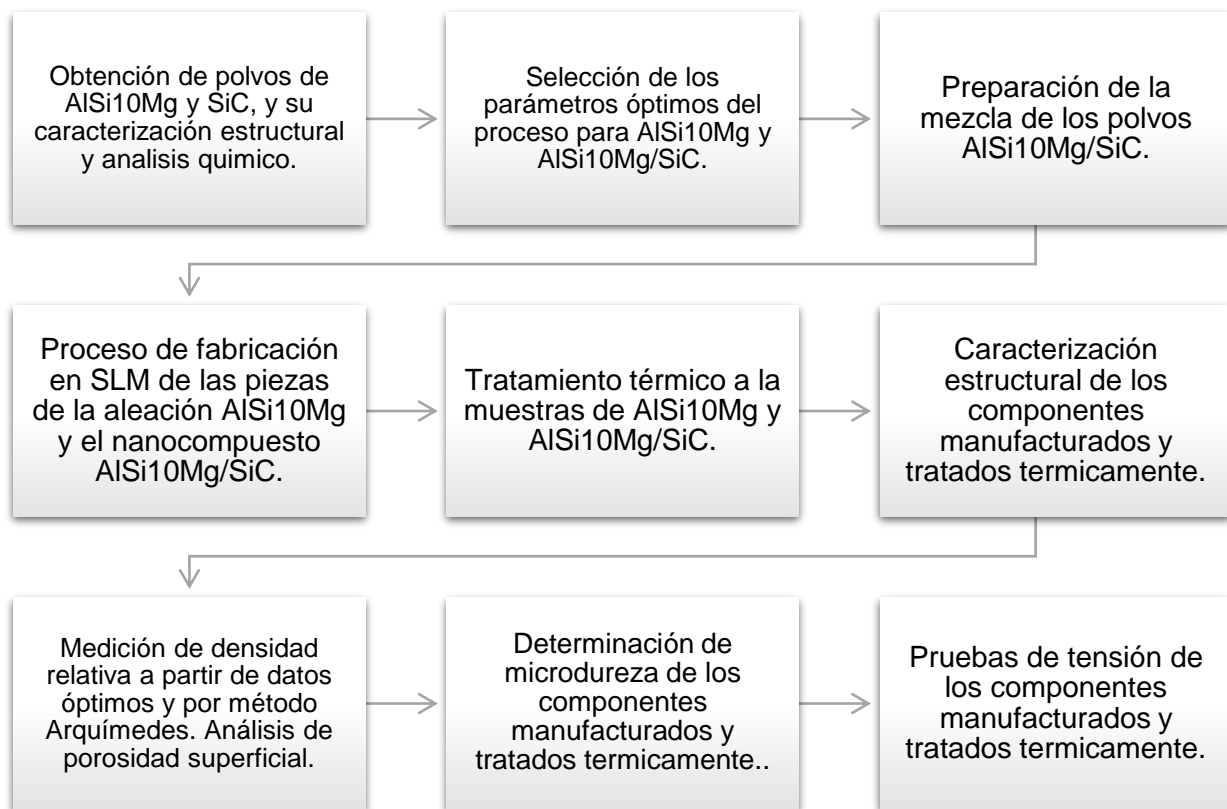 Obtención de polvos de
AlSi10Mg y SiC, y su
caracterización estructural
y analisis quimico.
Selección de los
parámetros óptimos del
proceso para AlSi10Mg y
AlSi10Mg/SiC.
Preparación de la
mezcla de los polvos
AlSi10Mg/SiC.
Proceso de fabricación
en SLM de las piezas
de la aleación AlSi10Mg
y el nanocompuesto
AlSi10Mg/SiC.
Tratamiento térmico a la
muestras de AlSi10Mg y
AlSi10Mg/SiC.
Caracterización
estructural de los
componentes
manufacturados y
tratados termicamente.
Medición de densidad
relativa a partir de datos
óptimos y por método
Arquímedes. Análisis de
porosidad superficial.
Determinación de
microdureza de los
componentes
manufacturados y
tratados termicamente..
Pruebas de tensión de
los componentes
manufacturados y
tratados termicamente.